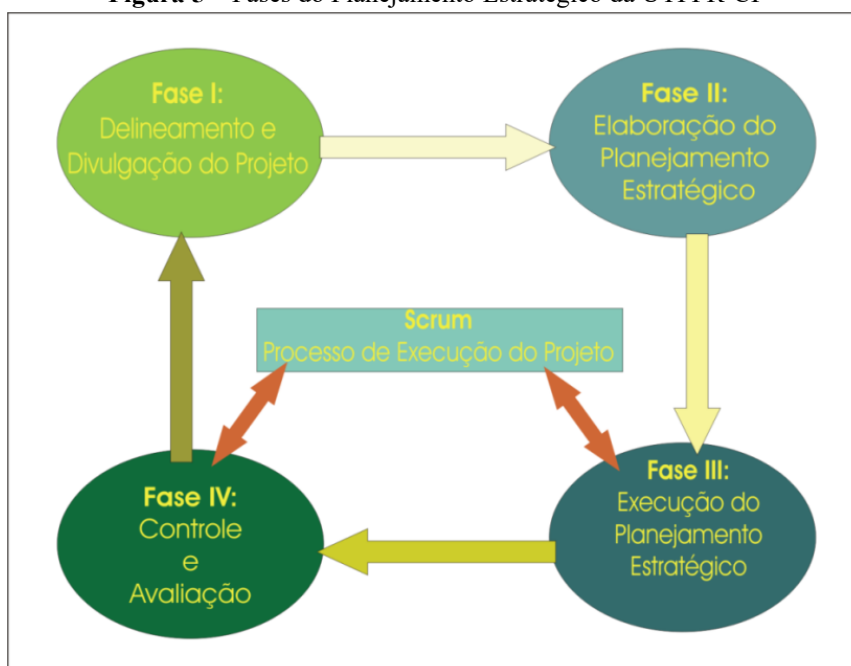 Fase I:
Delineamento e
Divulgação do Projeto
Fase II:
Elaboração do
Planejamento
Estratégico
Scrum
Processo de Execução do Projeto
Fase IV:
Controle
e
Avaliação
Fase III:
Execução do
Planejamento
Estratégico